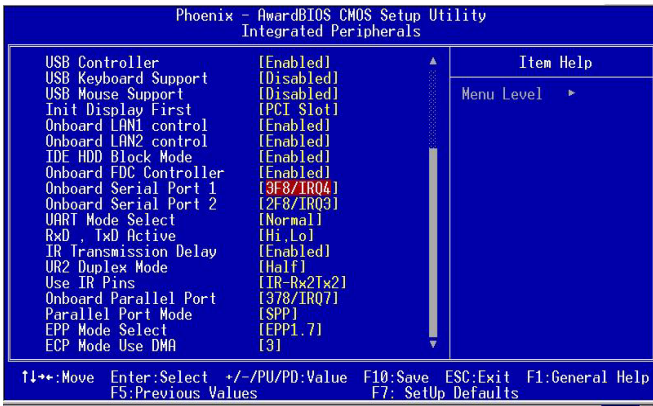 Phoenix - AwardBIOS CMOS Setup Utility
Integrated Peripherals
USB Controller [Enabled]
USB Keyboard Support [Disabled]
USB Mouse Support [Disabled]
Init Display First [PCI Slot]
Onboard LAN1 control [Enabled]
Onboard LAN2 control [Enabled]
IDE HDD Block Mode [Enabled]
Onboard FDC Controller [Enabled]
Onboard Serial Port 1 [3F8/IRQ4]
Onboard Serial Port 2 [2F8/IRQ3]
UART Mode Select [Normal]
RxD , TxD Active [Hi,Lo]
IR Transmission Delay [Enabled]
UR2 Duplex Mode [Half]
Use IR Pins [IR-Rx2Tx2]
Onboard Parallel Port [378/IRQ7]
Parallel Port Mode [SPP]
EPP Mode Select [EPP1.7]
ECP Mode Use DMA [3]
Item Help
Menu Level ►
↑↓→←:Move Enter:Select +/-/PU/PD:Value F10:Save ESC:Exit F1:General Help
F5:Previous Values F7: SetUp Defaults